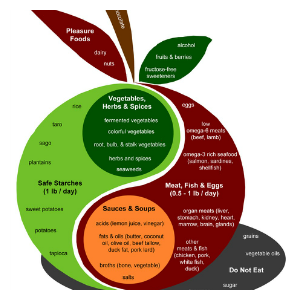 Pleasure
Foods
dairy
nuts
chocolate
alcohol
fruits & berries
fructose-free
sweeteners
Vegetables,
Herbs & Spices
fermented vegetables
colorful vegetables
root, bulb, & stalk vegetables
herbs and spices
seaweeds
rice
taro
sago
plantains
Safe Starches
(1 lb / day)
sweet potatoes
potatoes
tapioca
eggs
low
omega-6 meats
(beef, lamb)
omega-3 rich seafood
(salmon, sardines,
shellfish)
Meat, Fish & Eggs
(0.5 - 1 lb / day)
organ meats (liver,
stomach, kidney, heart,
marrow, brain, glands)
other
meats & fish
(chicken, pork,
white fish,
duck)
Sauces & Soups
acids (lemon juice, vinegar)
fats & oils (butter, coconut
oil, olive oil, beef tallow,
duck fat, pork lard)
broths (bone, vegetable)
salts
grains
vegetable oils
Do Not Eat
sugar